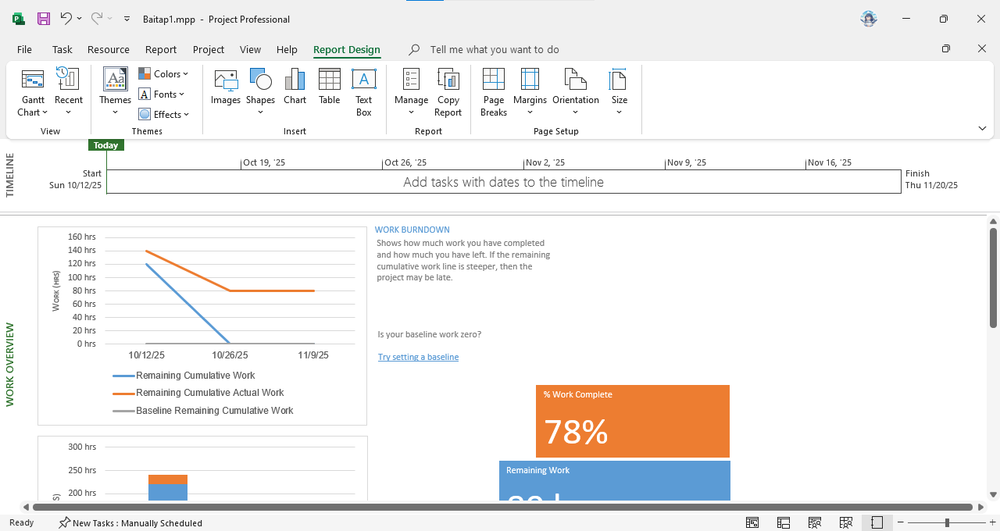 Baitap1.mpp - Project Professional
File Task Resource Report Project View Help Report Design Tell me what you want to do
Gantt Chart
Recent
View
Themes
Colors
Fonts
Effects
Themes
Images
Shapes
Chart
Table
Text Box
Insert
Manage
Copy Report
Report
Page Breaks
Margins
Orientation
Size
Page Setup
TIMELINE
Today
Start
Sun 10/12/25
Oct 19, '25
Oct 26, '25
Nov 2, '25
Nov 9, '25
Nov 16, '25
Add tasks with dates to the timeline
Finish
Thu 11/20/25
WORK OVERVIEW
WORK (HRS)
160 hrs
140 hrs
120 hrs
100 hrs
80 hrs
60 hrs
40 hrs
20 hrs
0 hrs
10/12/25 10/26/25 11/9/25
Remaining Cumulative Work
Remaining Cumulative Actual Work
Baseline Remaining Cumulative Work
WORK BURNDOWN
Shows how much work you have completed
and how much you have left. If the remaining
cumulative work line is steeper, then the
project may be late.
Is your baseline work zero?
Try setting a baseline
% Work Complete
78%
Remaining Work
300 hrs
250 hrs
200 hrs
Ready
New Tasks : Manually Scheduled